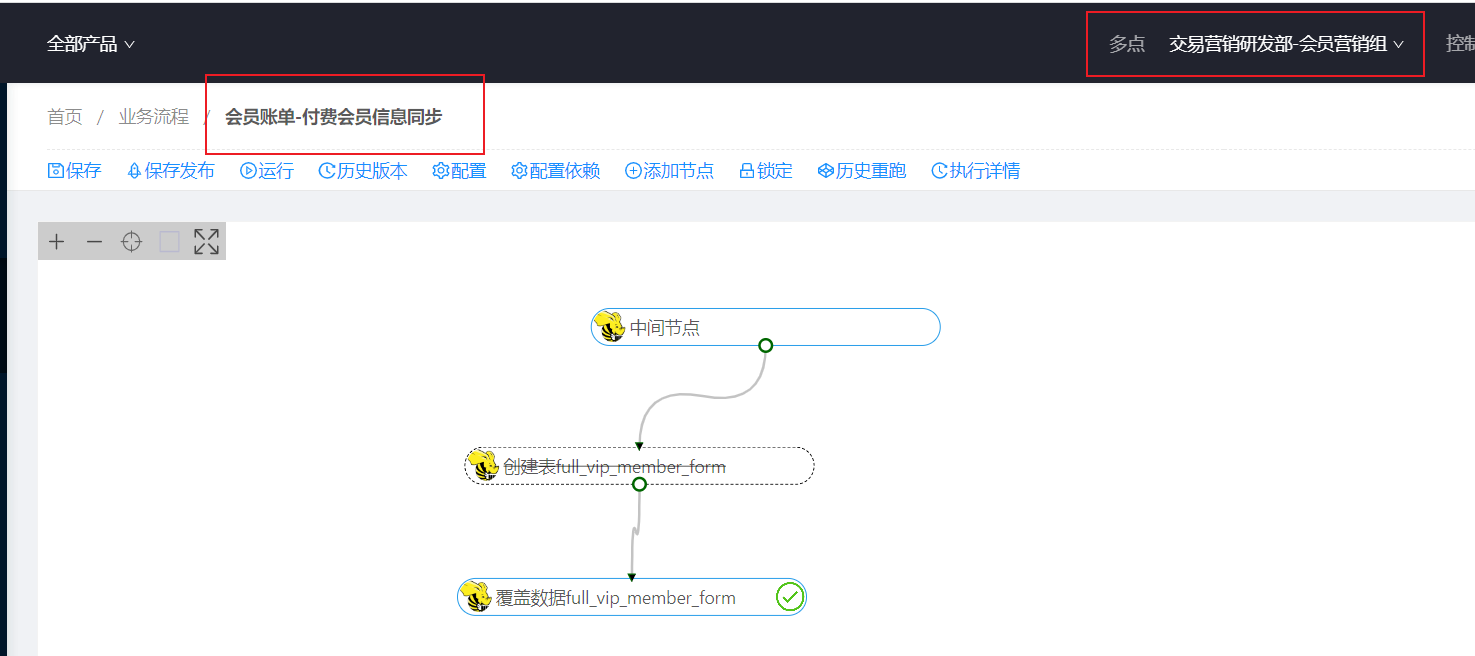 全部产品 多点 交易营销研发部-会员营销组
首页 / 业务流程 / 会员账单-付费会员信息同步
保存 保存发布 运行 历史版本 配置 配置依赖 添加节点 锁定 历史重跑 执行详情
中间节点
创建表full_vip_member_form
覆盖数据full_vip_member_form